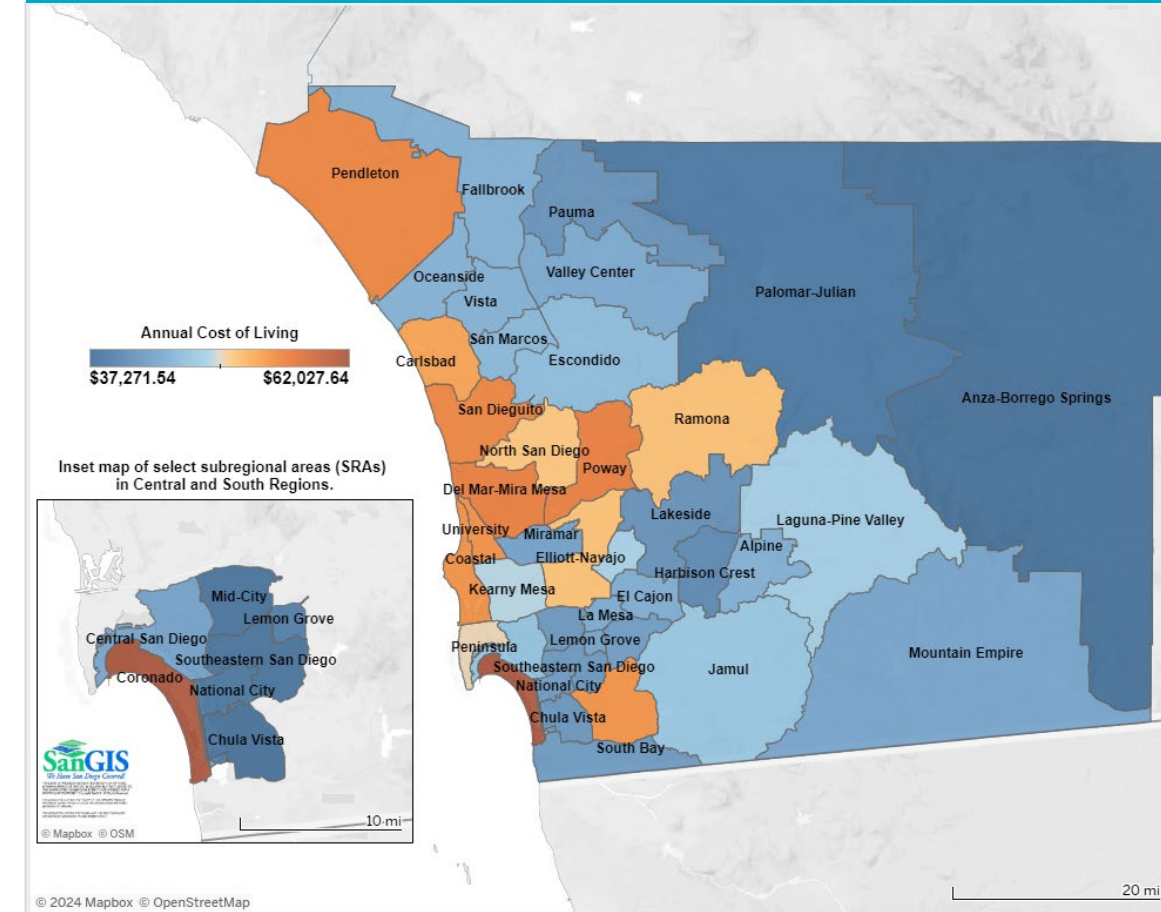 Pendleton
Fallbrook
Pauma
Oceanside
Valley Center
Vista
Palomar-Julian
Annual Cost of Living
$37,271.54
$62,027.64
San Marcos
Carlsbad
Escondido
Anza-Borrego Springs
San Dieguito
Ramona
North San Diego
Poway
Inset map of select subregional areas (SRAs)
in Central and South Regions.
Del Mar-Mira Mesa
Lakeside
Laguna-Pine Valley
University
Miramar
Alpine
Coastal
Elliott-Navajo
Harbison Crest
Kearny Mesa
El Cajon
La Mesa
Peninsula
Lemon Grove
Mountain Empire
Southeastern San Diego
Jamul
National City
Chula Vista
South Bay
Mid-City
Lemon Grove
Central San Diego
Southeastern San Diego
Coronado
National City
Chula Vista
SanGIS
We Have San Diego Covered!
10 mi
© Mapbox © OSM
20 mi
© 2024 Mapbox © OpenStreetMap